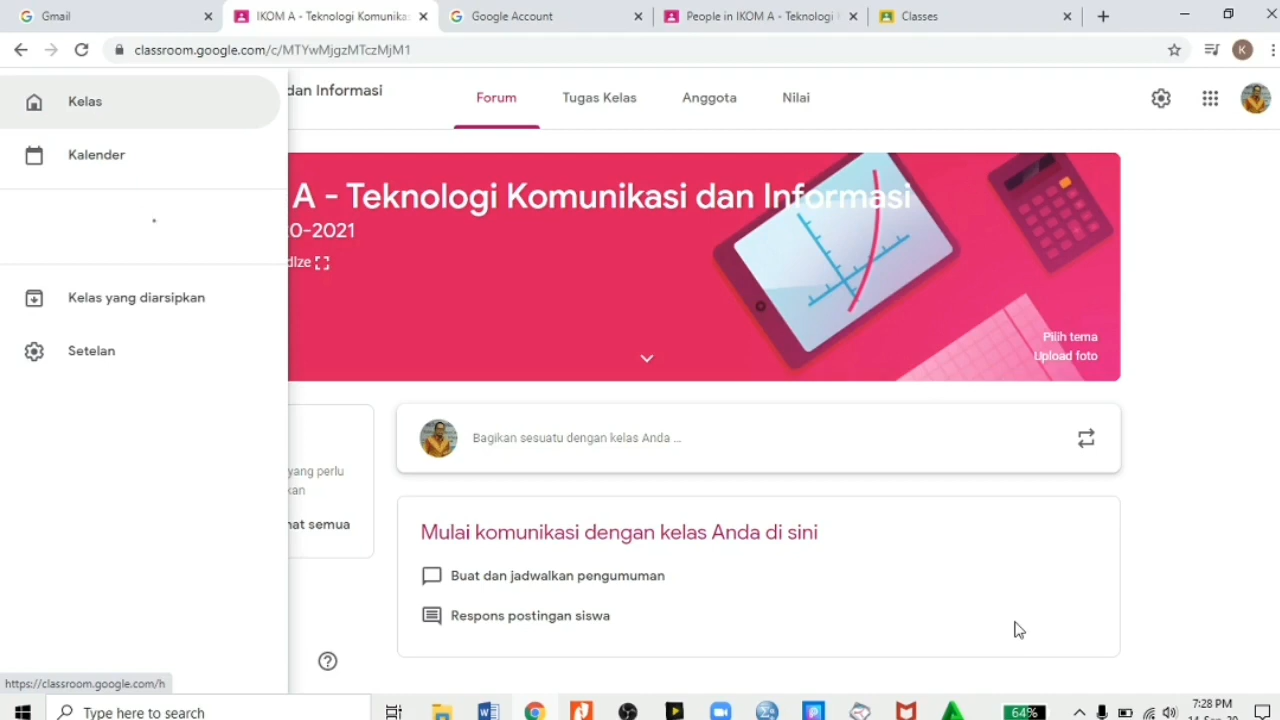 Gmail
IKOM A - Teknologi Komunika
Google Account
People in IKOM A - Teknologi
Classes
classroom.google.com/c/MTYwMjgzMTczMjM1
K
Kelas
dan Informasi
Forum
Tugas Kelas
Anggota
Nilai
Kalender
A - Teknologi Komunikasi dan Informasi
0-2021
Kelas yang diarsipkan
Setelan
Pilih tema
Upload foto
Bagikan sesuatu dengan kelas Anda ...
yang perlu
kan
hat semua
Mulai komunikasi dengan kelas Anda di sini
Buat dan jadwalkan pengumuman
Respons postingan siswa
https://classroom.google.com/h
Type here to search
64%
7:28 PM